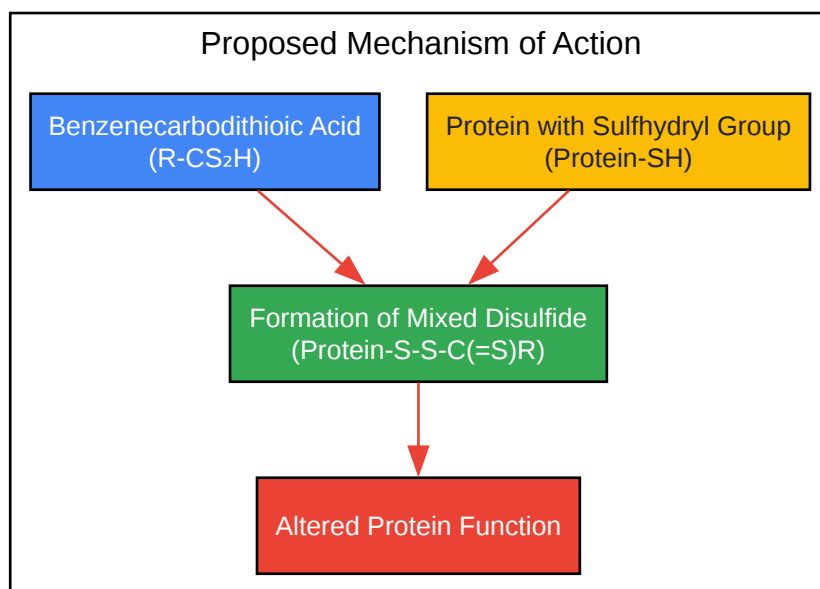 Proposed Mechanism of Action
Benzenecarbodithioic Acid
(R-CS₂H)
Protein with Sulfhydryl Group
(Protein-SH)
Formation of Mixed Disulfide
(Protein-S-S-C(=S)R)
Altered Protein Function